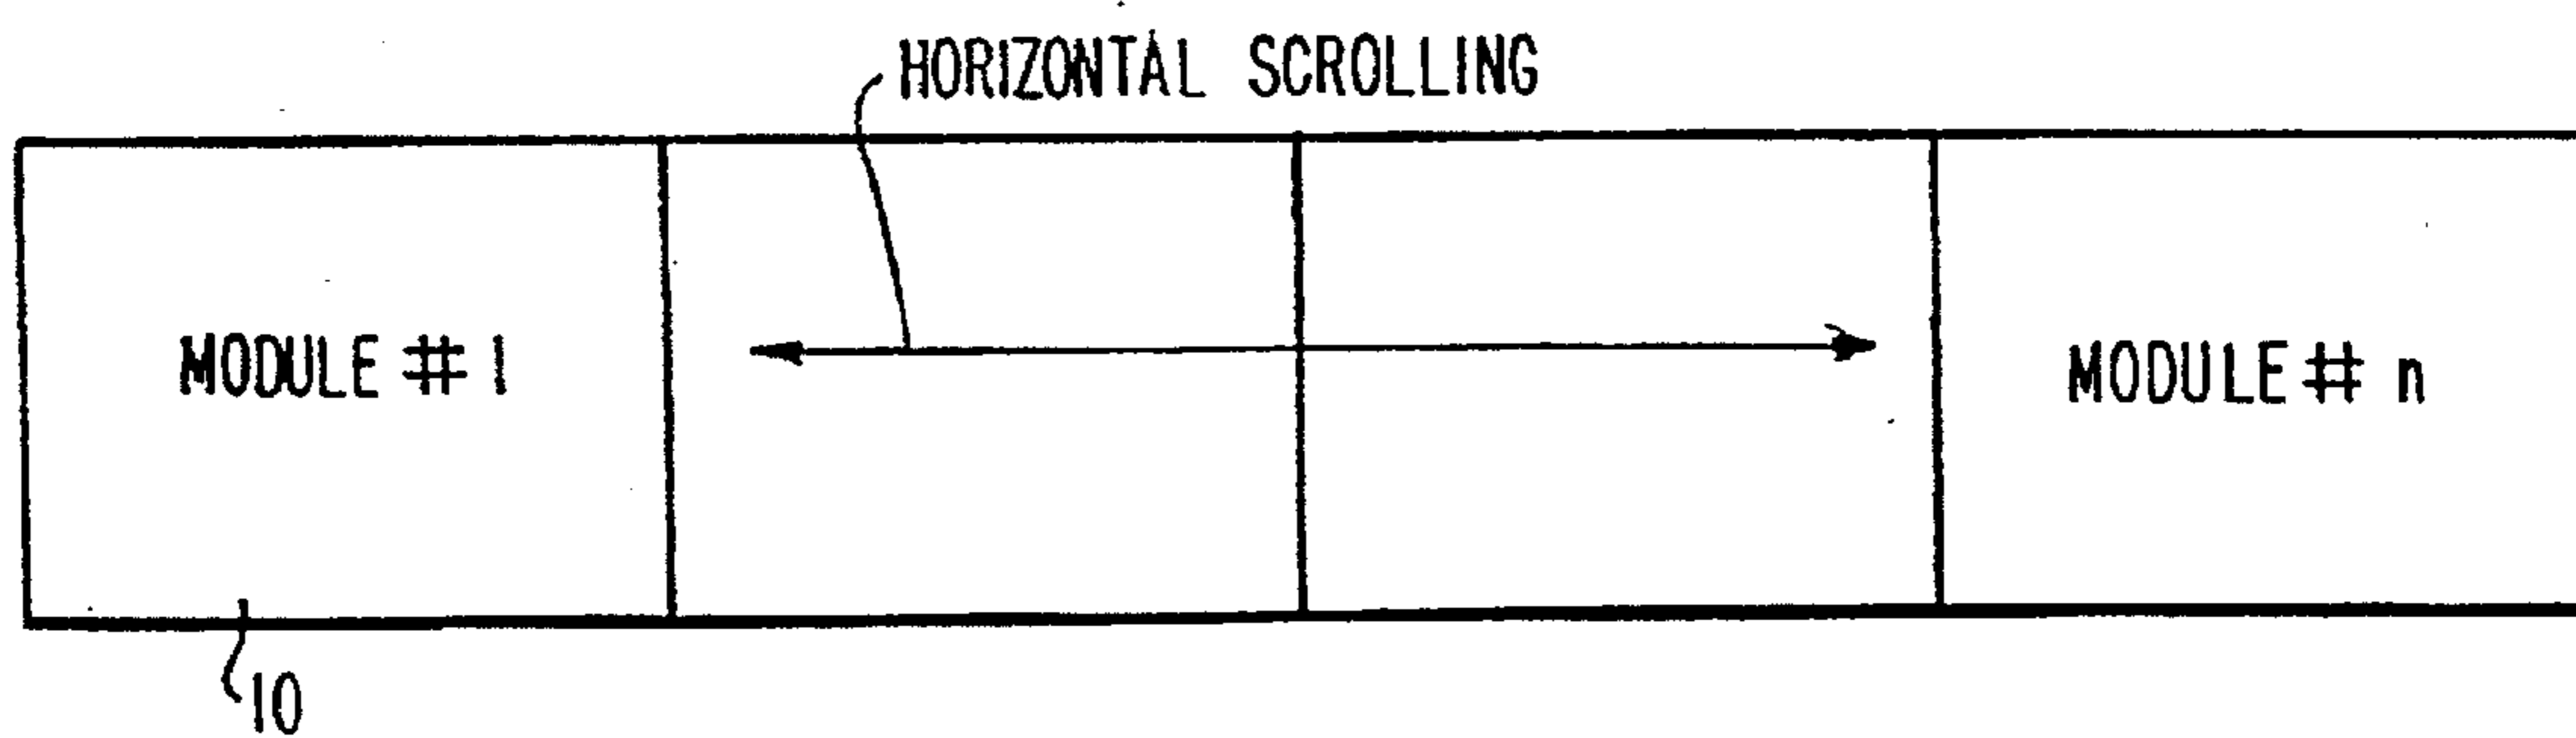 HORIZONTAL SCROLLING
MODULE # 1
MODULE # n
10